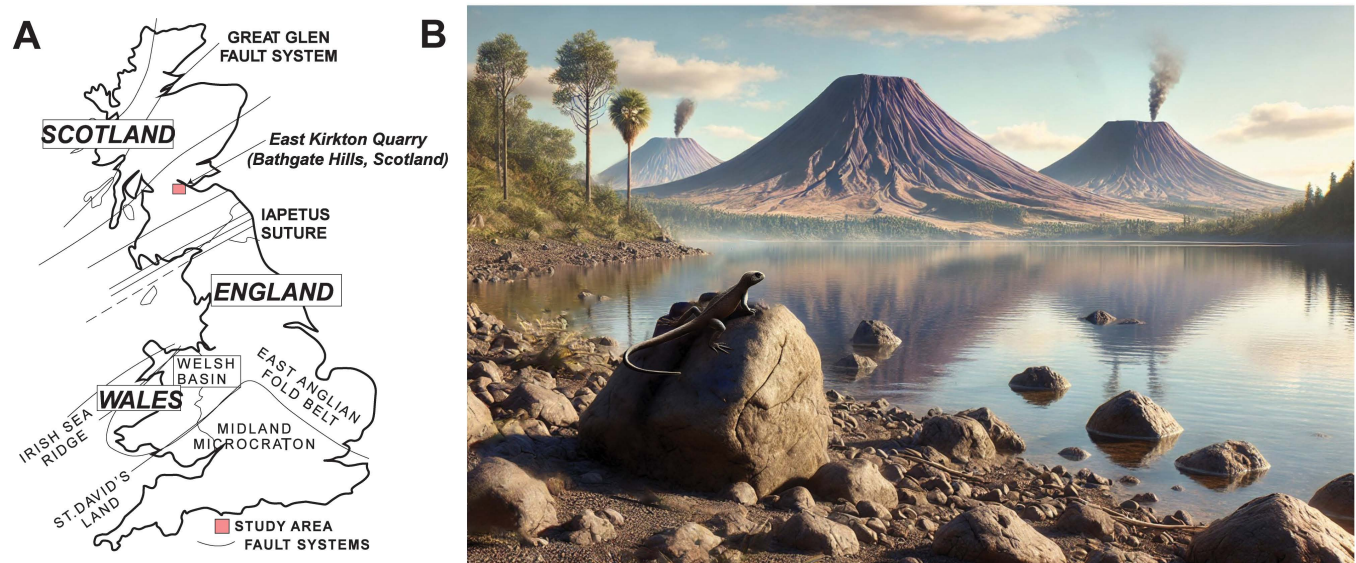 A
GREAT GLEN
FAULT SYSTEM
SCOTLAND
East Kirkton Quarry
(Bathgate Hills, Scotland)
IAPETUS
SUTURE
ENGLAND
WELSH
BASIN
EAST ANGLIAN
FOLD BELT
WALES
MIDLAND
MICROCRATON
IRISH SEA
RIDGE
ST.DAVID'S
LAND
STUDY AREA
FAULT SYSTEMS
B